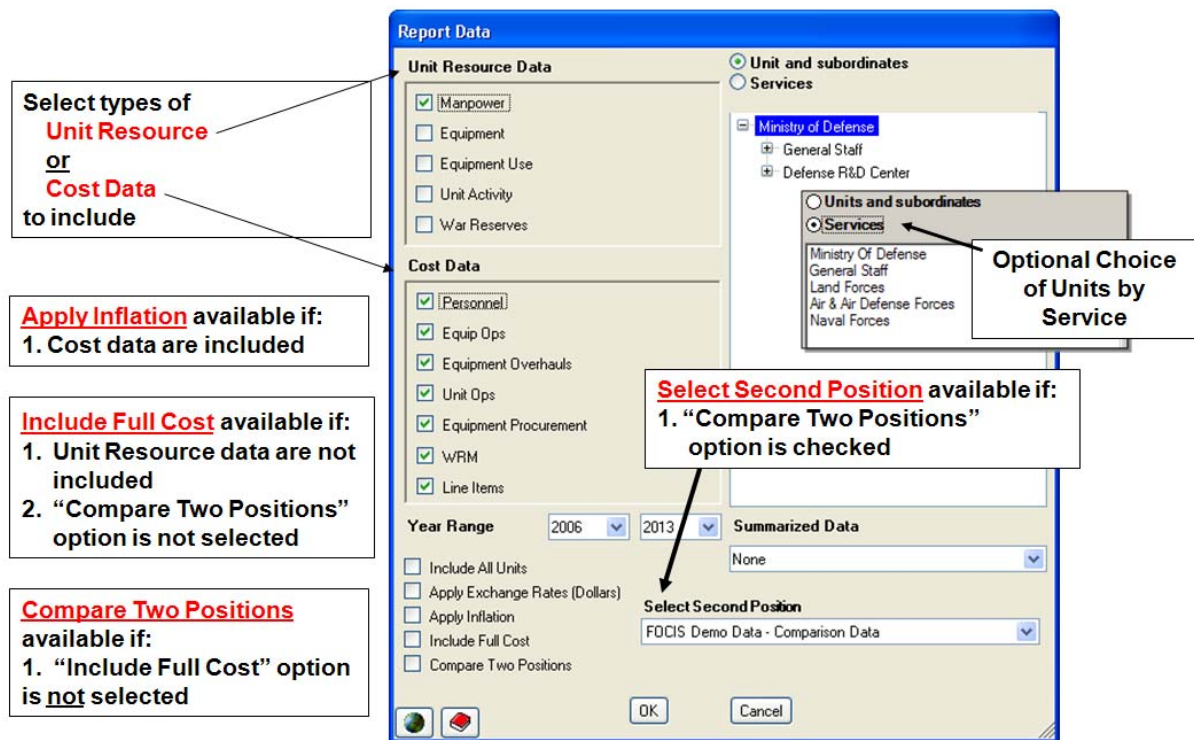 Report Data
Unit Resource Data
Manpower
Equipment
Equipment Use
Unit Activity
War Reserves
Cost Data
Personnel
Equip Ops
Equipment Overhauls
Unit Ops
Equipment Procurement
WRM
Line Items
Year Range
2006
2013
Include All Units
Apply Exchange Rates (Dollars)
Apply Inflation
Include Full Cost
Compare Two Positions
Unit and subordinates
Services
Ministry of Defense
General Staff
Defense R&D Center
Units and subordinates
Services
Ministry Of Defense
General Staff
Land Forces
Air & Air Defense Forces
Naval Forces
Optional Choice
of Units by
Service
Select Second Position available if:
1. “Compare Two Positions”
option is checked
Summarized Data
None
Select Second Position
FOCIS Demo Data - Comparison Data
OK
Cancel
Select types of
Unit Resource
or
Cost Data
to include
Apply Inflation available if:
1. Cost data are included
Include Full Cost available if:
1. Unit Resource data are not
included
2. “Compare Two Positions”
option is not selected
Compare Two Positions
available if:
1. “Include Full Cost” option
is not selected